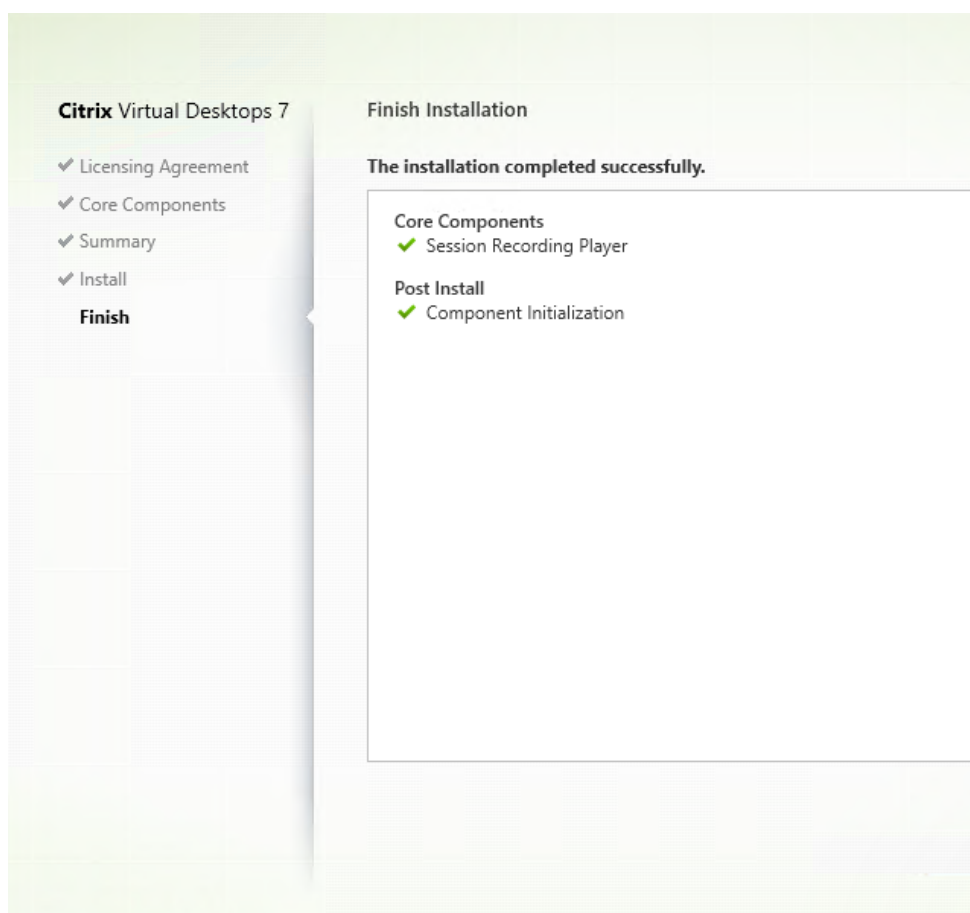 Citrix Virtual Desktops 7
Licensing Agreement
Core Components
Summary
Install
Finish
Finish Installation
The installation completed successfully.
Core Components
Session Recording Player
Post Install
Component Initialization